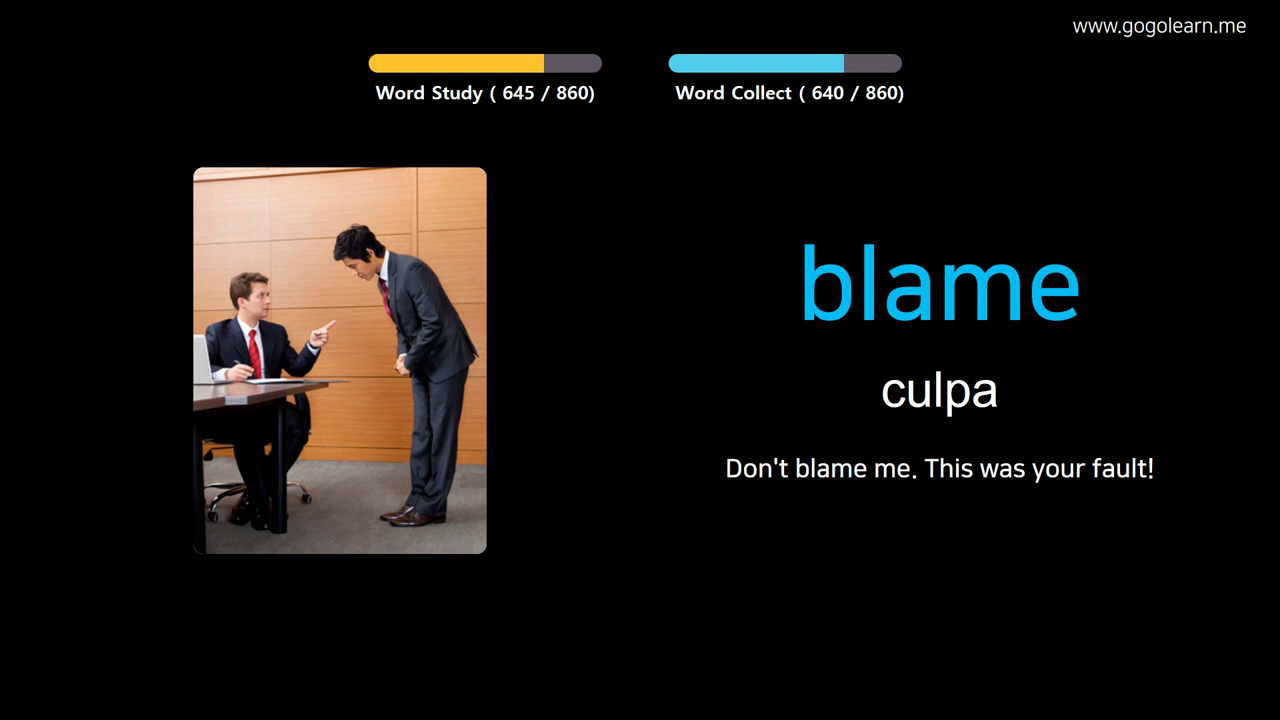 www.gogolearn.me
Word Study ( 645 / 860)
Word Collect ( 640 / 860)
blame
culpa
Don't blame me. This was your fault!